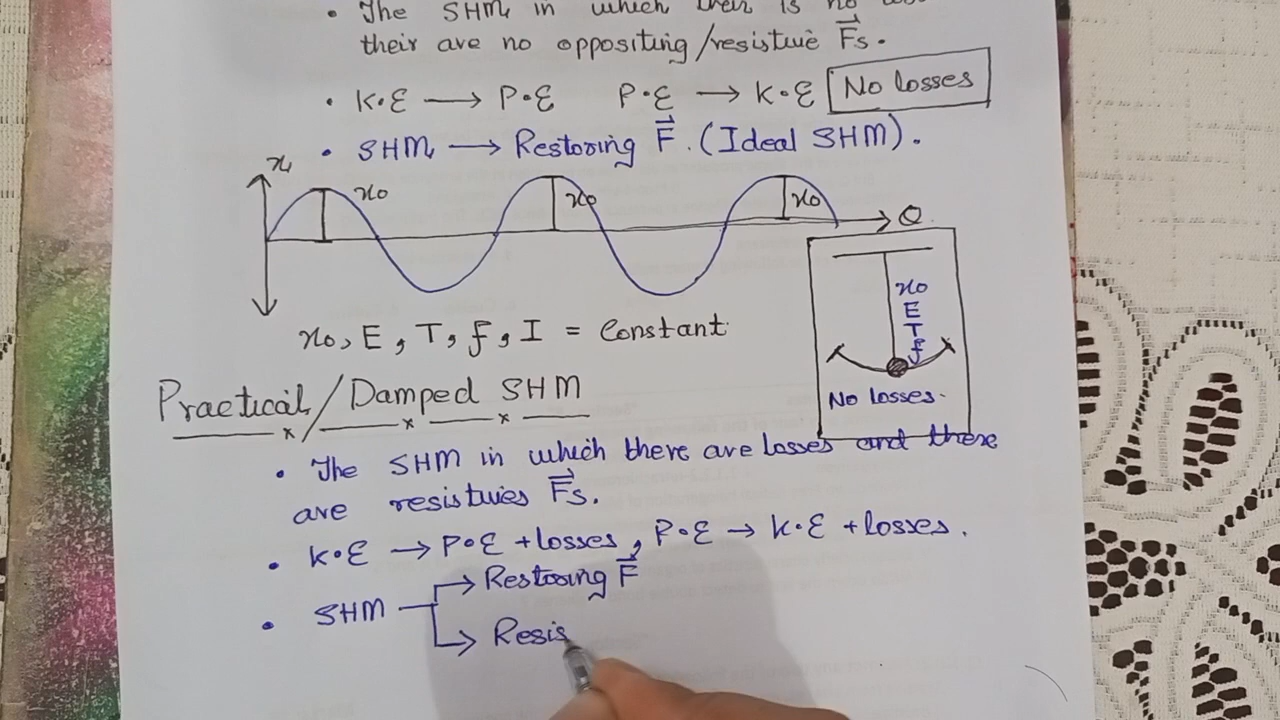 • The SHM in which their is no
their are no oppositing/resistive F⃗s.
• K.E → P.E P.E → K.E No losses
• SHM → Restoring F⃗. (Ideal SHM).
x
x₀ x₀ x₀
θ
x₀, E, T, f, I = Constant.
x₀
E
T
f
No losses.
Practical/Damped SHM
• The SHM in which there are losses and there
are resistuies F⃗s.
• K.E → P.E + losses, P.E → K.E + losses.
• SHM → Restoring F⃗
→ Resis